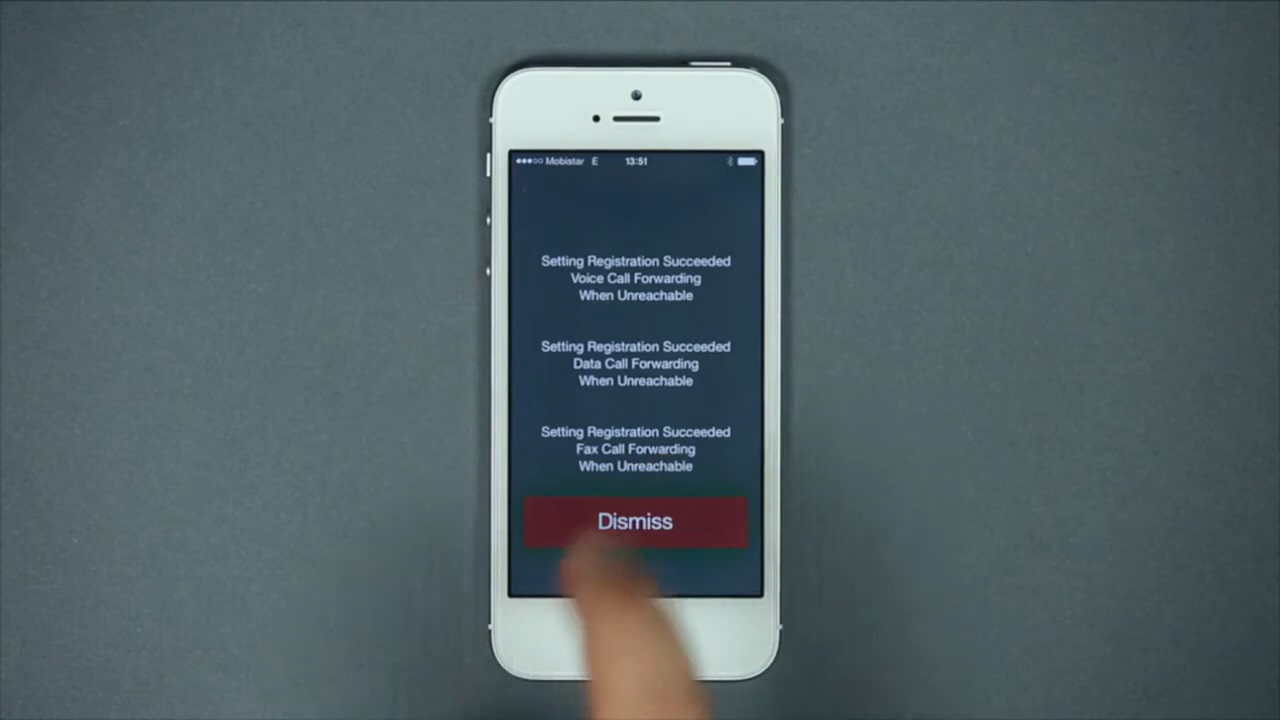 Mobistar E 13:51
Setting Registration Succeeded
Voice Call Forwarding
When Unreachable
Setting Registration Succeeded
Data Call Forwarding
When Unreachable
Setting Registration Succeeded
Fax Call Forwarding
When Unreachable
Dismiss